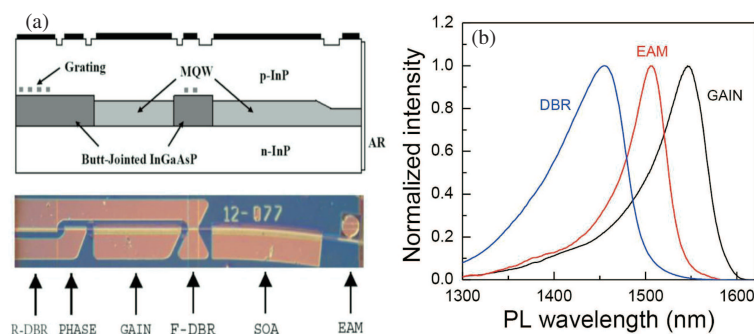 (a)
Grating
MQW
p-InP
Butt-Jointed InGaAsP
n-InP
AR
12-077
R-DBR PHASE GAIN F-DBR SOA EAM
(b)
Normalized intensity
1.2
1.0
0.8
0.6
0.4
0.2
0.0
DBR
EAM
GAIN
1300 1400 1500 1600
PL wavelength (nm)